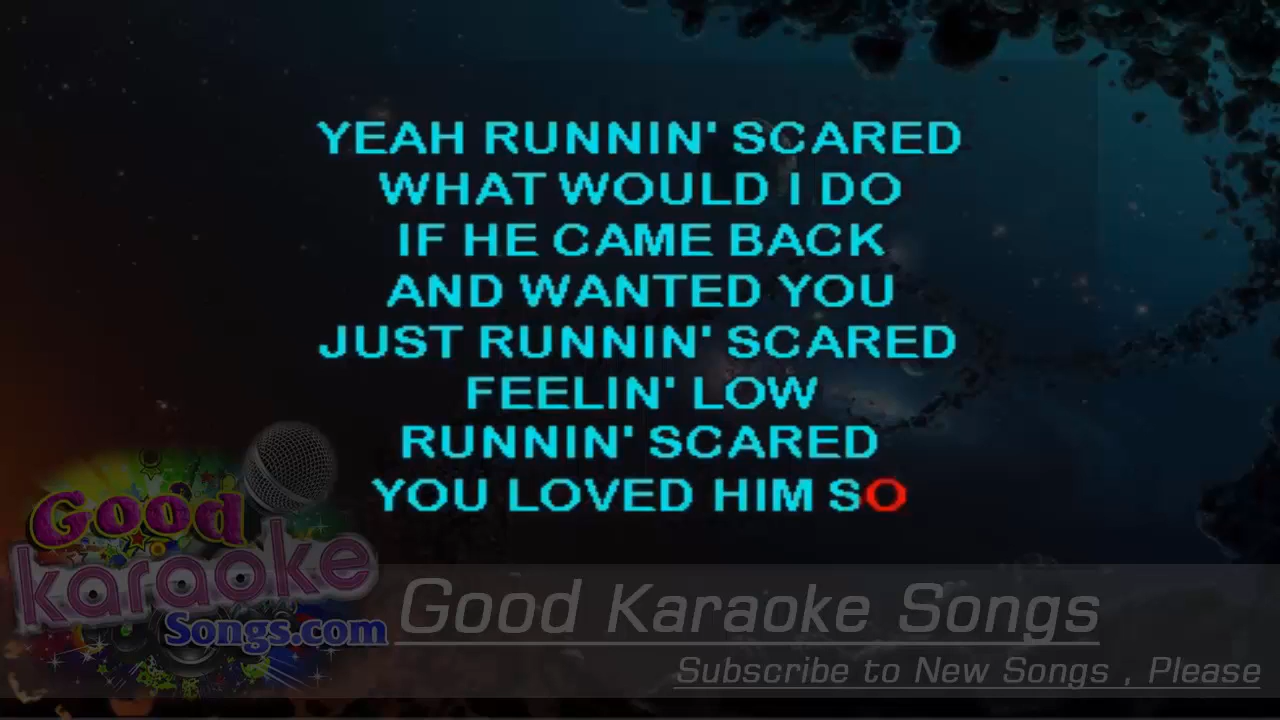 YEAH RUNNIN' SCARED
WHAT WOULD I DO
IF HE CAME BACK
AND WANTED YOU
JUST RUNNIN' SCARED
FEELIN' LOW
RUNNIN' SCARED
YOU LOVED HIM SO
Good
karaoke
Songs.com
Good Karaoke Songs
Subscribe to New Songs , Please